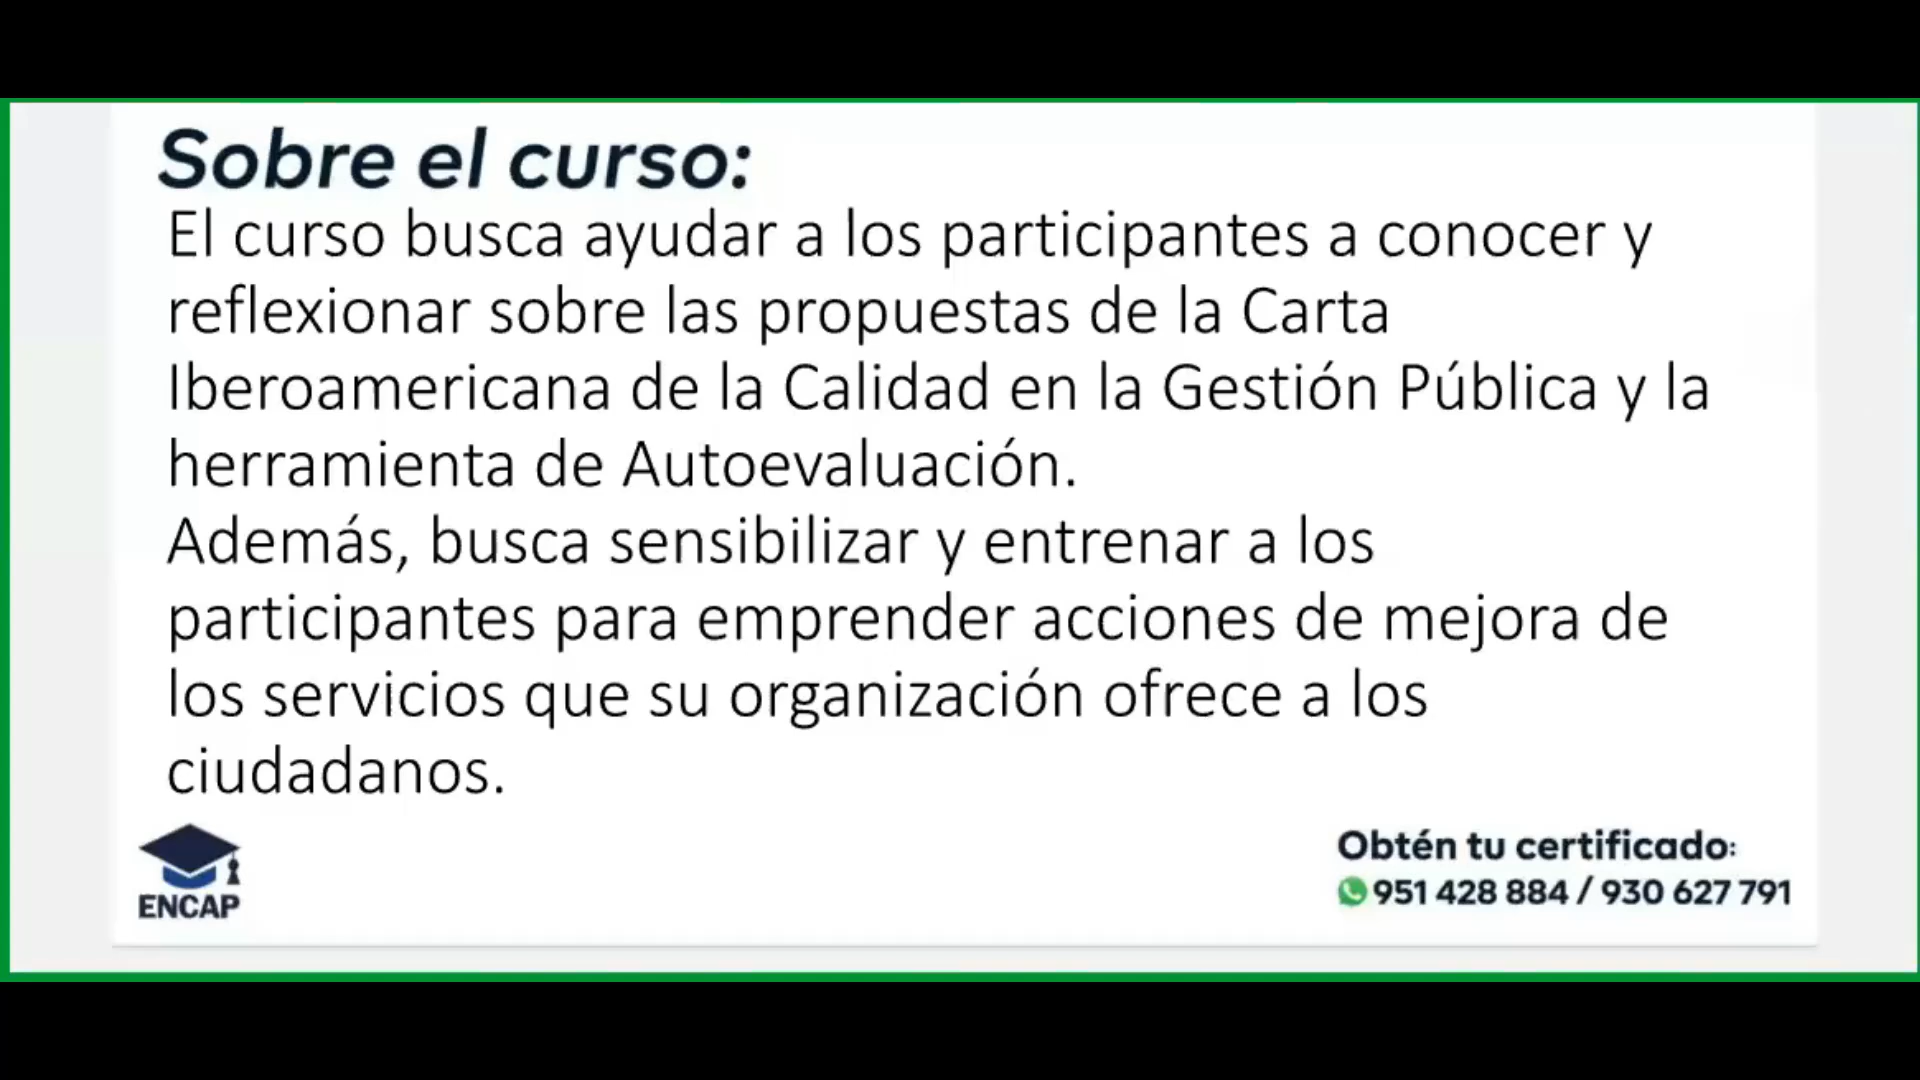 Sobre el curso:
El curso busca ayudar a los participantes a conocer y
reflexionar sobre las propuestas de la Carta
Iberoamericana de la Calidad en la Gestión Pública y la
herramienta de Autoevaluación.
Además, busca sensibilizar y entrenar a los
participantes para emprender acciones de mejora de
los servicios que su organización ofrece a los
ciudadanos.
ENCAP
Obtén tu certificado:
951 428 884 / 930 627 791